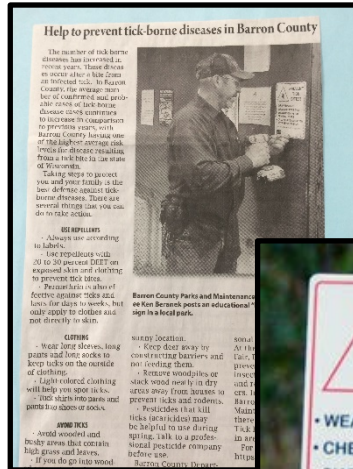 Help to prevent tick-borne diseases in Barron County
The number of tick-borne
diseases has increased in
recent years. These diseas-
es occur after a bite from
an infected tick. In Barron
County, the average num-
ber of confirmed and prob-
able cases of tick-borne
disease cases continues
to increase in comparison
to previous years, with
Barron County having one
of the highest average risk
levels for disease resulting
from a tick bite in the state
of Wisconsin.
Taking steps to protect
you and your family is the
best defense against tick-
borne diseases. There are
several things that you can
do to take action.
USE REPELLENTS
· Always use according
to labels.
· Use repellents with
20 to 30 percent DEET on
exposed skin and clothing
to prevent tick bites.
· Permethrin is also ef-
fective against ticks and
lasts for days to weeks, but
only apply to clothes and
not directly to skin.
CLOTHING
· Wear long sleeves, long
pants and long socks to
keep ticks on the outside
of clothing.
· Light-colored clothing
will help you spot ticks.
· Tuck shirts into pants and
pants into shoes or socks.
AVOID TICKS
· Avoid wooded and
bushy areas that contain
high grass and leaves.
· If you do go into wood-
Barron County Parks and Maintenance
ee Ken Beranek posts an educational "
sign in a local park.
sunny location.
· Keep deer away by
constructing barriers and
not feeding them.
· Remove woodpiles or
stack wood neatly in dry
areas away from houses to
prevent ticks and rodents.
· Pesticides that kill
ticks (acaricides) may
be helpful to use during
spring. Talk to a profes-
sional pesticide company
before use.
Barron County Depart-
• WEA
• CHE